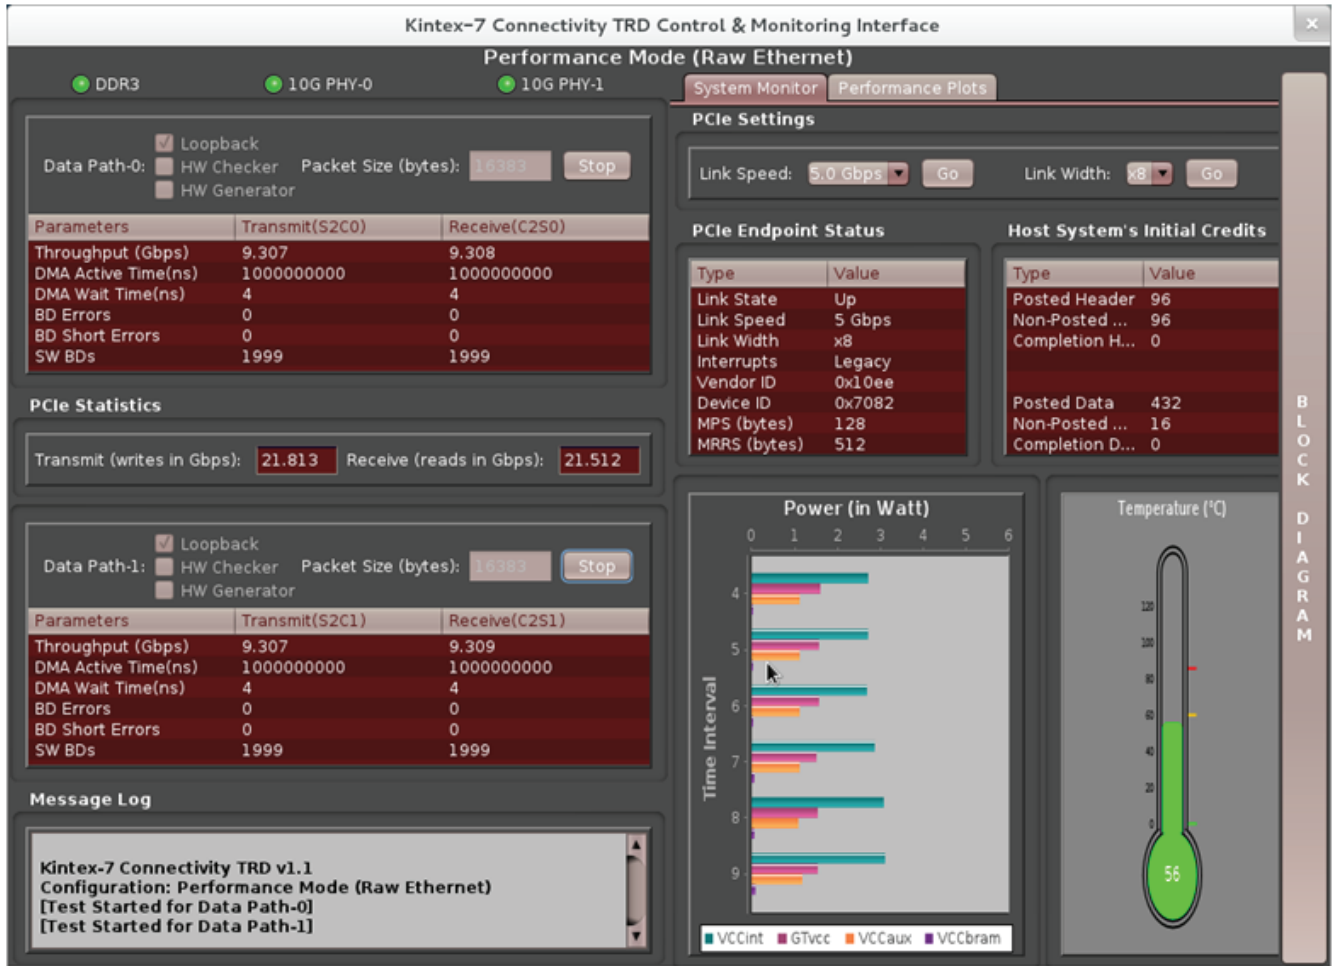 Kintex-7 Connectivity TRD Control & Monitoring Interface
Performance Mode (Raw Ethernet)
DDR3 10G PHY-0 10G PHY-1
Loopback
Data Path-0: HW Checker Packet Size (bytes): 16383 Stop
HW Generator
Parameters Transmit(S2C0) Receive(C2S0)
Throughput (Gbps) 9.307 9.308
DMA Active Time(ns) 1000000000 1000000000
DMA Wait Time(ns) 4 4
BD Errors 0 0
BD Short Errors 0 0
SW BDs 1999 1999
PCIe Statistics
Transmit (writes in Gbps): 21.813 Receive (reads in Gbps): 21.512
Loopback
Data Path-1: HW Checker Packet Size (bytes): 16383 Stop
HW Generator
Parameters Transmit(S2C1) Receive(C2S1)
Throughput (Gbps) 9.307 9.309
DMA Active Time(ns) 1000000000 1000000000
DMA Wait Time(ns) 4 4
BD Errors 0 0
BD Short Errors 0 0
SW BDs 1999 1999
Message Log
Kintex-7 Connectivity TRD v1.1
Configuration: Performance Mode (Raw Ethernet)
[Test Started for Data Path-0]
[Test Started for Data Path-1]
System Monitor Performance Plots
PCIe Settings
Link Speed: 5.0 Gbps Go Link Width: x8 Go
PCIe Endpoint Status
Type Value
Link State Up
Link Speed 5 Gbps
Link Width x8
Interrupts Legacy
Vendor ID 0x10ee
Device ID 0x7082
MPS (bytes) 128
MRRS (bytes) 512
Host System's Initial Credits
Type Value
Posted Header 96
Non-Posted ... 96
Completion H... 0
Posted Data 432
Non-Posted ... 16
Completion D... 0
Power (in Watt)
0 1 2 3 4 5 6
4
5
6
7
8
9
Time Interval
VCCint GTvcc VCCaux VCCbram
Temperature (°C)
120
100
80
60
40
20
0
56
BLOCK DIAGRAM